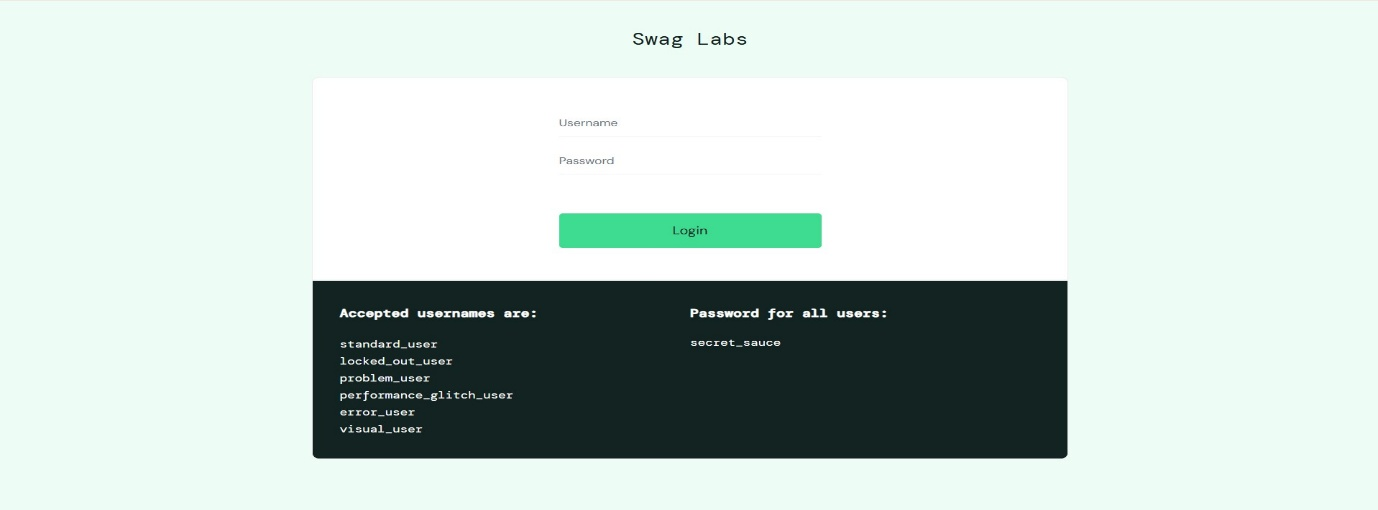 Swag Labs
Username
Password
Login
Accepted usernames are:
standard_user
locked_out_user
problem_user
performance_glitch_user
error_user
visual_user
Password for all users:
secret_sauce